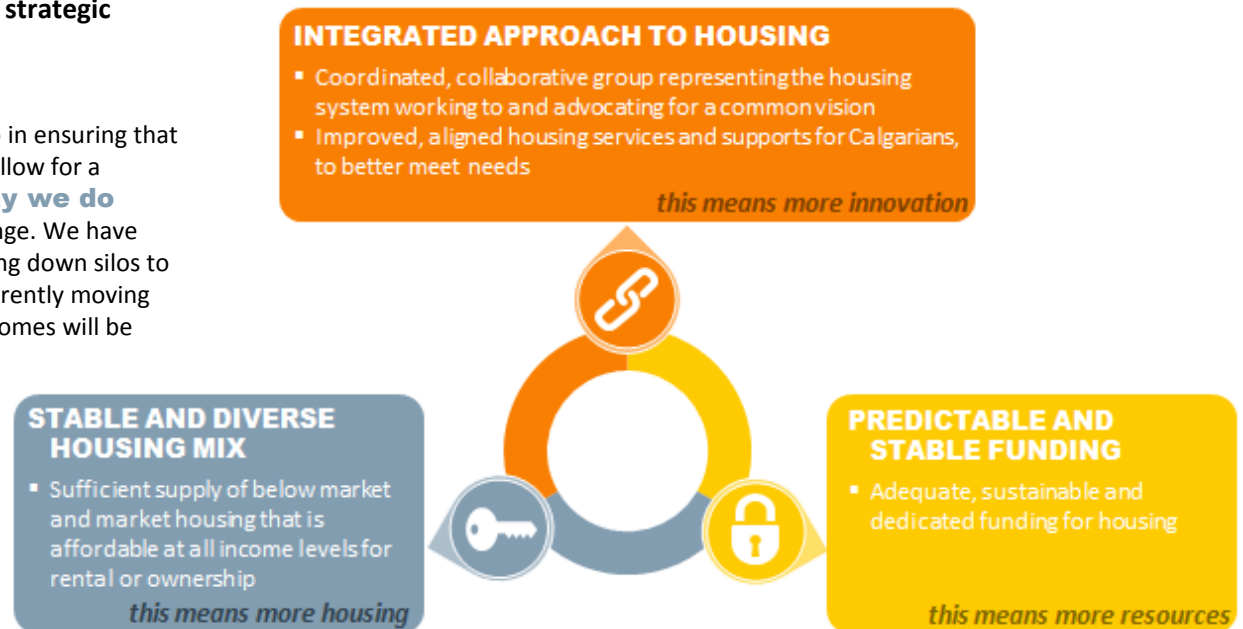 strategic
in ensuring that
llow for a
y we do
nge. We have
ng down silos to
rently moving
omes will be
INTEGRATED APPROACH TO HOUSING
▪ Coordinated, collaborative group representing the housing
system working to and advocating for a common vision
▪ Improved, aligned housing services and supports for Calgarians,
to better meet needs
this means more innovation
STABLE AND DIVERSE
HOUSING MIX
▪ Sufficient supply of below market
and market housing that is
affordable at all income levels for
rental or ownership
this means more housing
PREDICTABLE AND
STABLE FUNDING
▪ Adequate, sustainable and
dedicated funding for housing
this means more resources